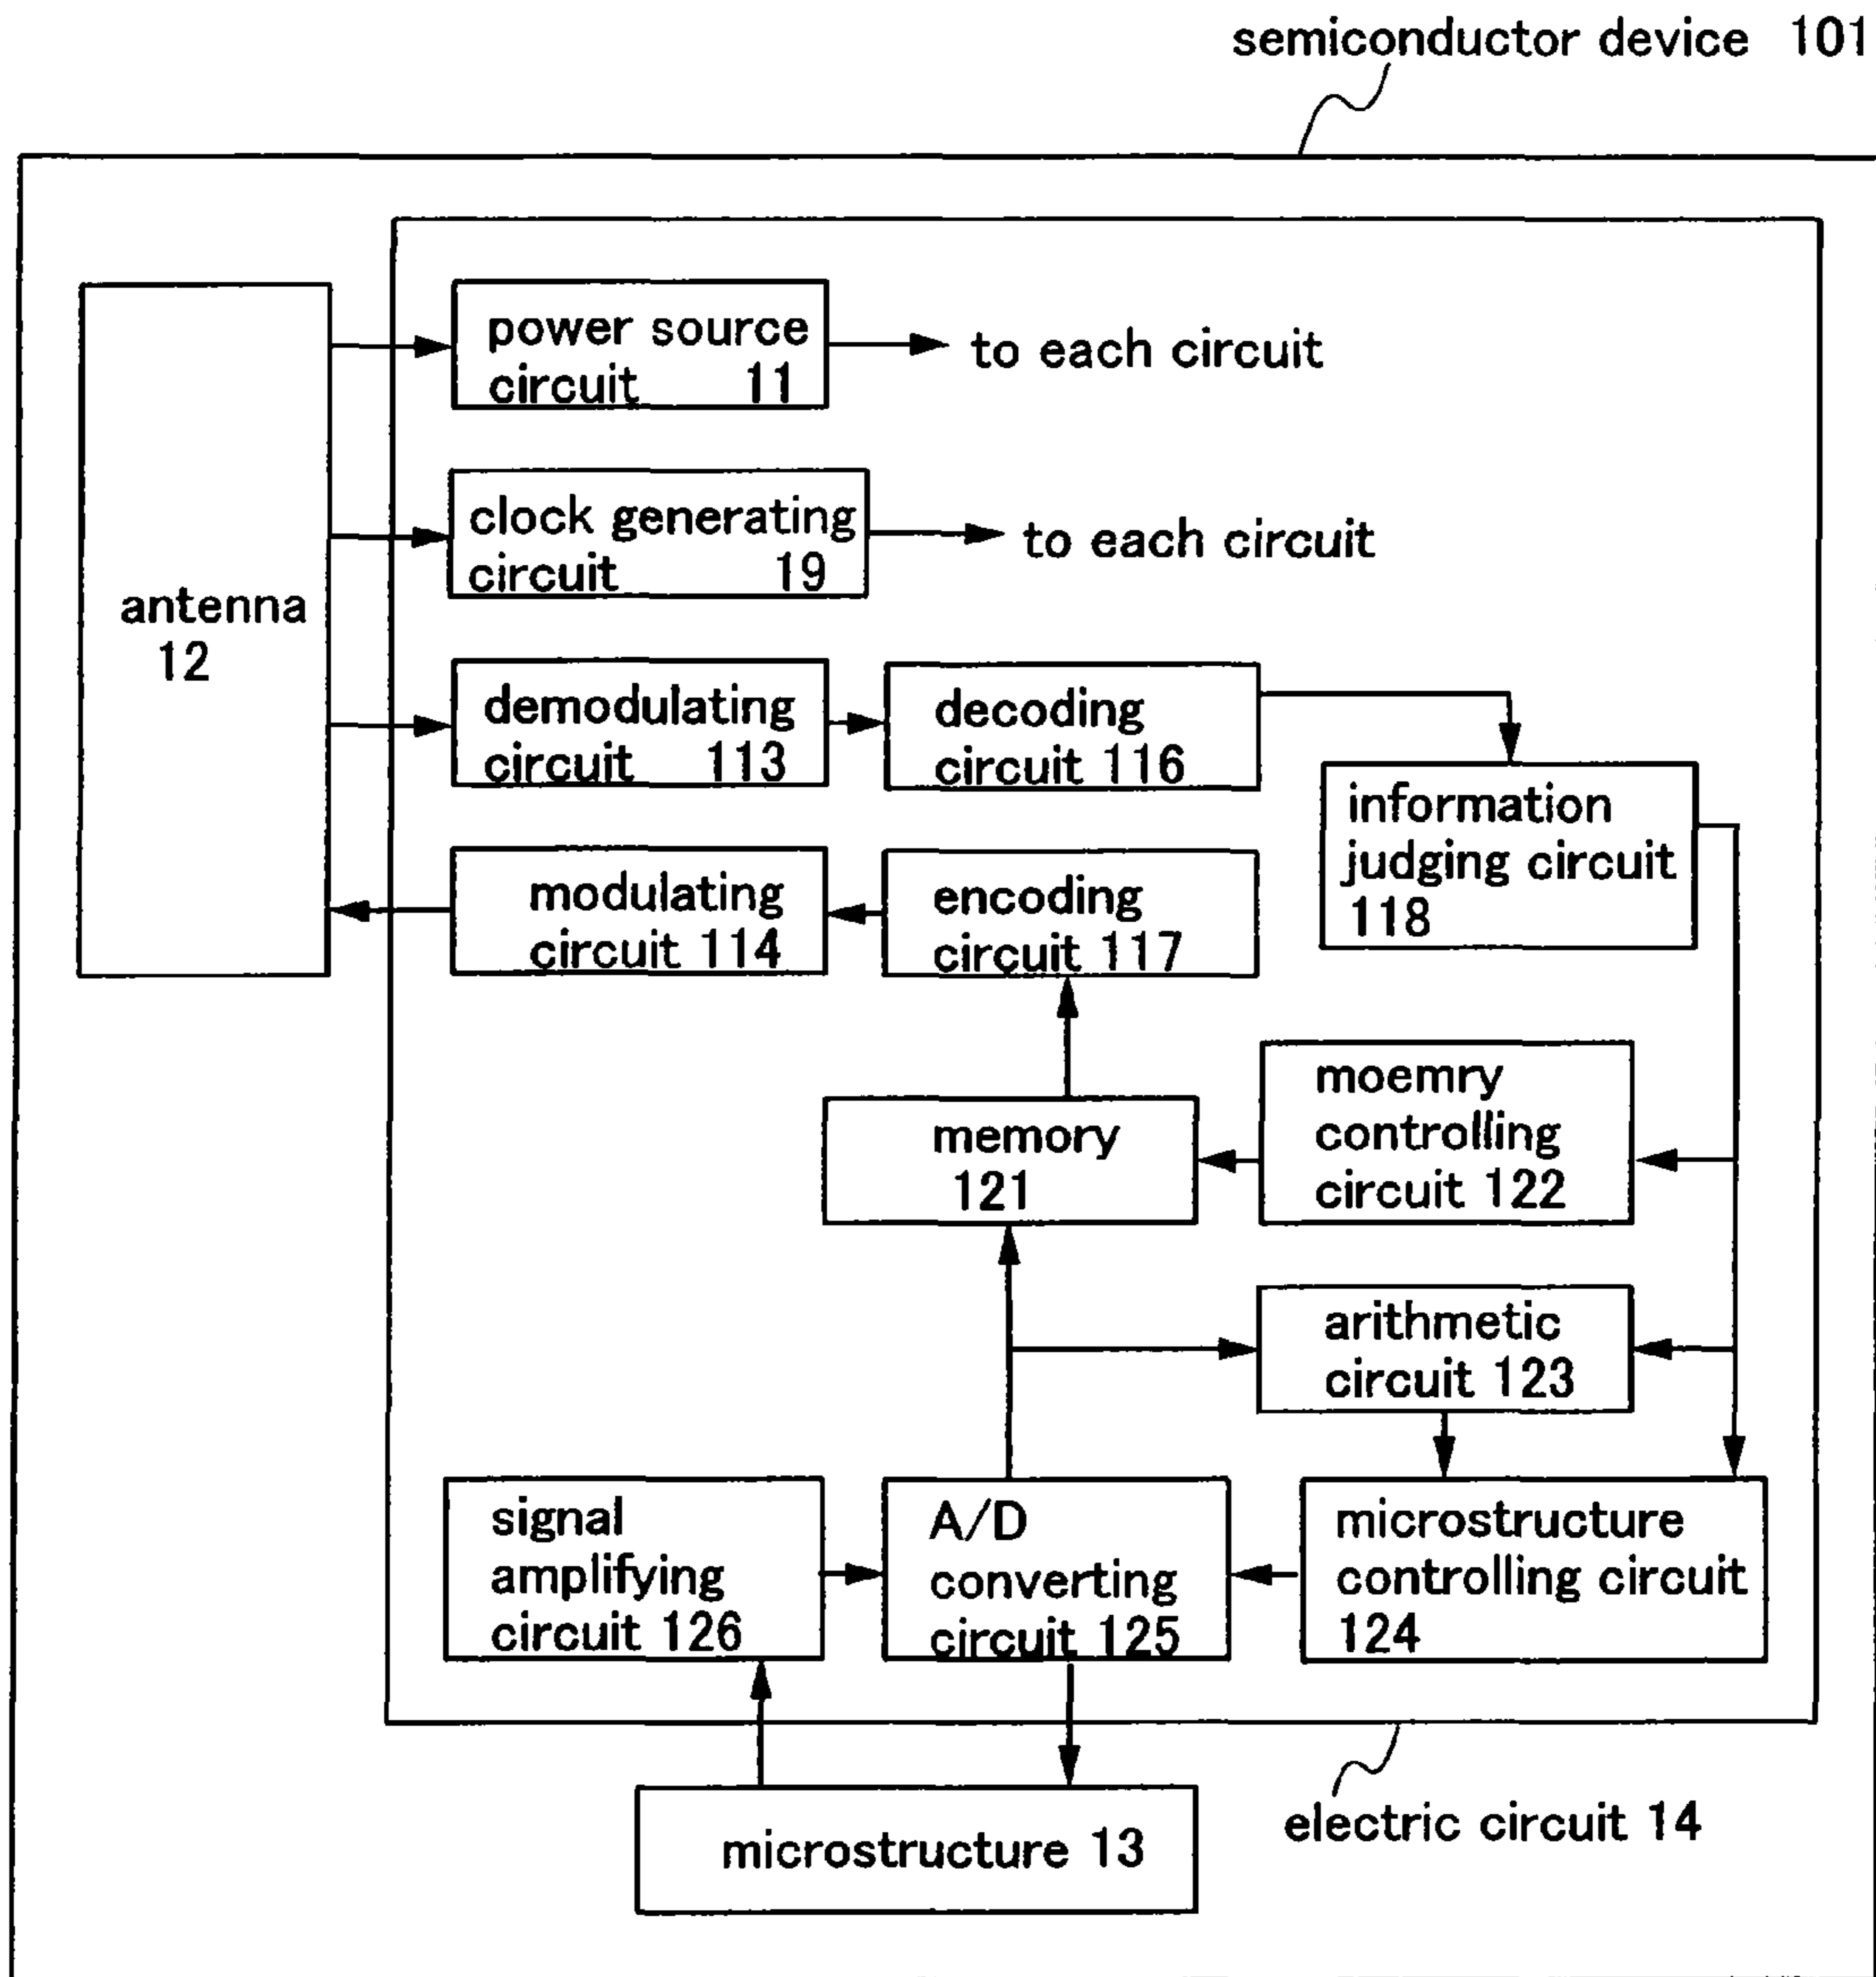 semiconductor device 101
power source
circuit 11
to each circuit
clock generating
circuit 19
to each circuit
antenna
12
demodulating
circuit 113
decoding
circuit 116
information
judging circuit
118
modulating
circuit 114
encoding
circuit 117
moemry
controlling
circuit 122
memory
121
arithmetic
circuit 123
signal
amplifying
circuit 126
A/D
converting
circuit 125
microstructure
controlling circuit
124
electric circuit 14
microstructure 13